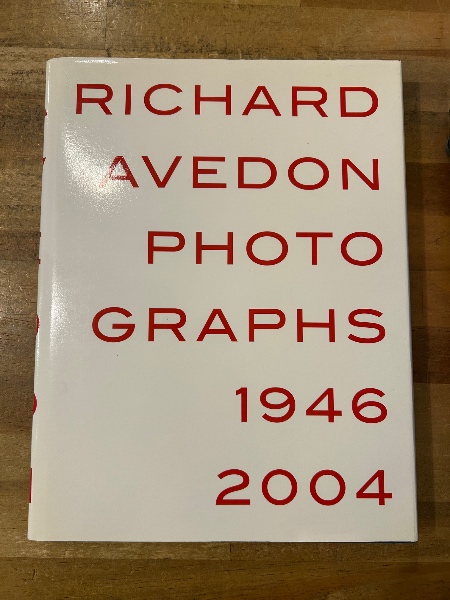 RICHARD
AVEDON
PHOTO
GRAPHS
1946
2004